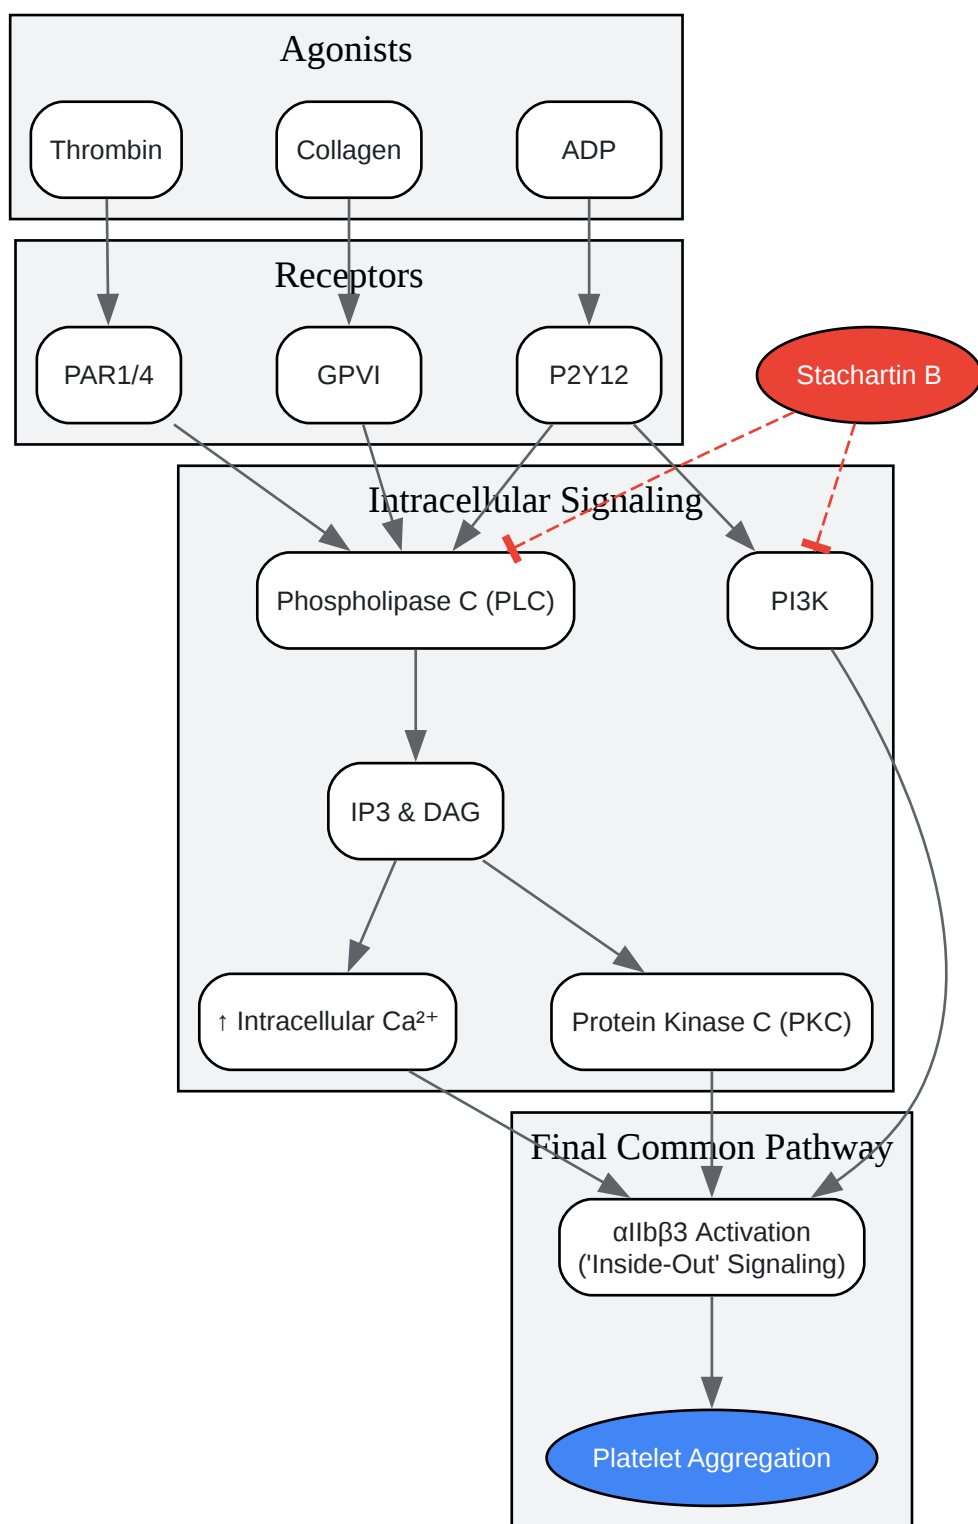 Agonists
Thrombin
Collagen
ADP
Receptors
PAR1/4
GPVI
P2Y12
Stachartin B
Intracellular Signaling
Phospholipase C (PLC)
PI3K
IP3 & DAG
↑ Intracellular Ca²⁺
Protein Kinase C (PKC)
Final Common Pathway
αIIbβ3 Activation
('Inside-Out' Signaling)
Platelet Aggregation